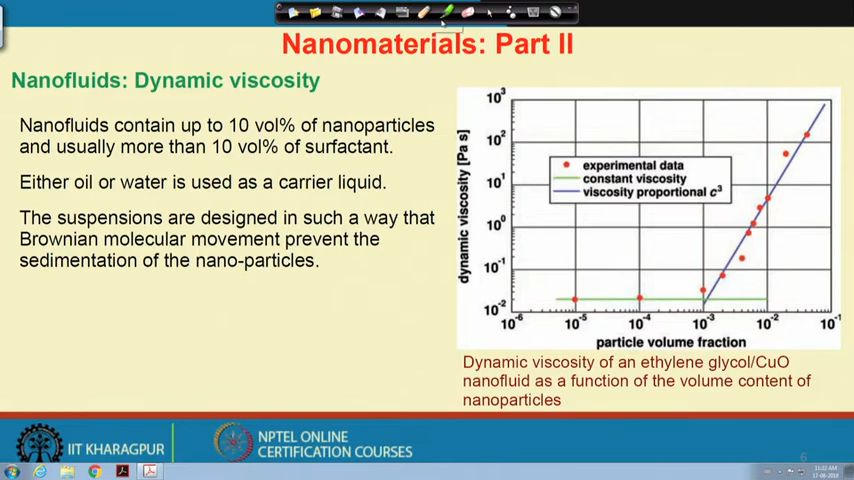 Nanomaterials: Part II
Nanofluids: Dynamic viscosity
Nanofluids contain up to 10 vol% of nanoparticles
and usually more than 10 vol% of surfactant.
Either oil or water is used as a carrier liquid.
The suspensions are designed in such a way that
Brownian molecular movement prevent the
sedimentation of the nano-particles.
dynamic viscosity [Pa s]
10³
10²
10¹
10⁰
10⁻¹
10⁻²
experimental data
constant viscosity
viscosity proportional c³
10⁻⁶ 10⁻⁵ 10⁻⁴ 10⁻³ 10⁻² 10⁻¹
particle volume fraction
Dynamic viscosity of an ethylene glycol/CuO
nanofluid as a function of the volume content of
nanoparticles
IIT KHARAGPUR
NPTEL ONLINE
CERTIFICATION COURSES
6
11:22 AM